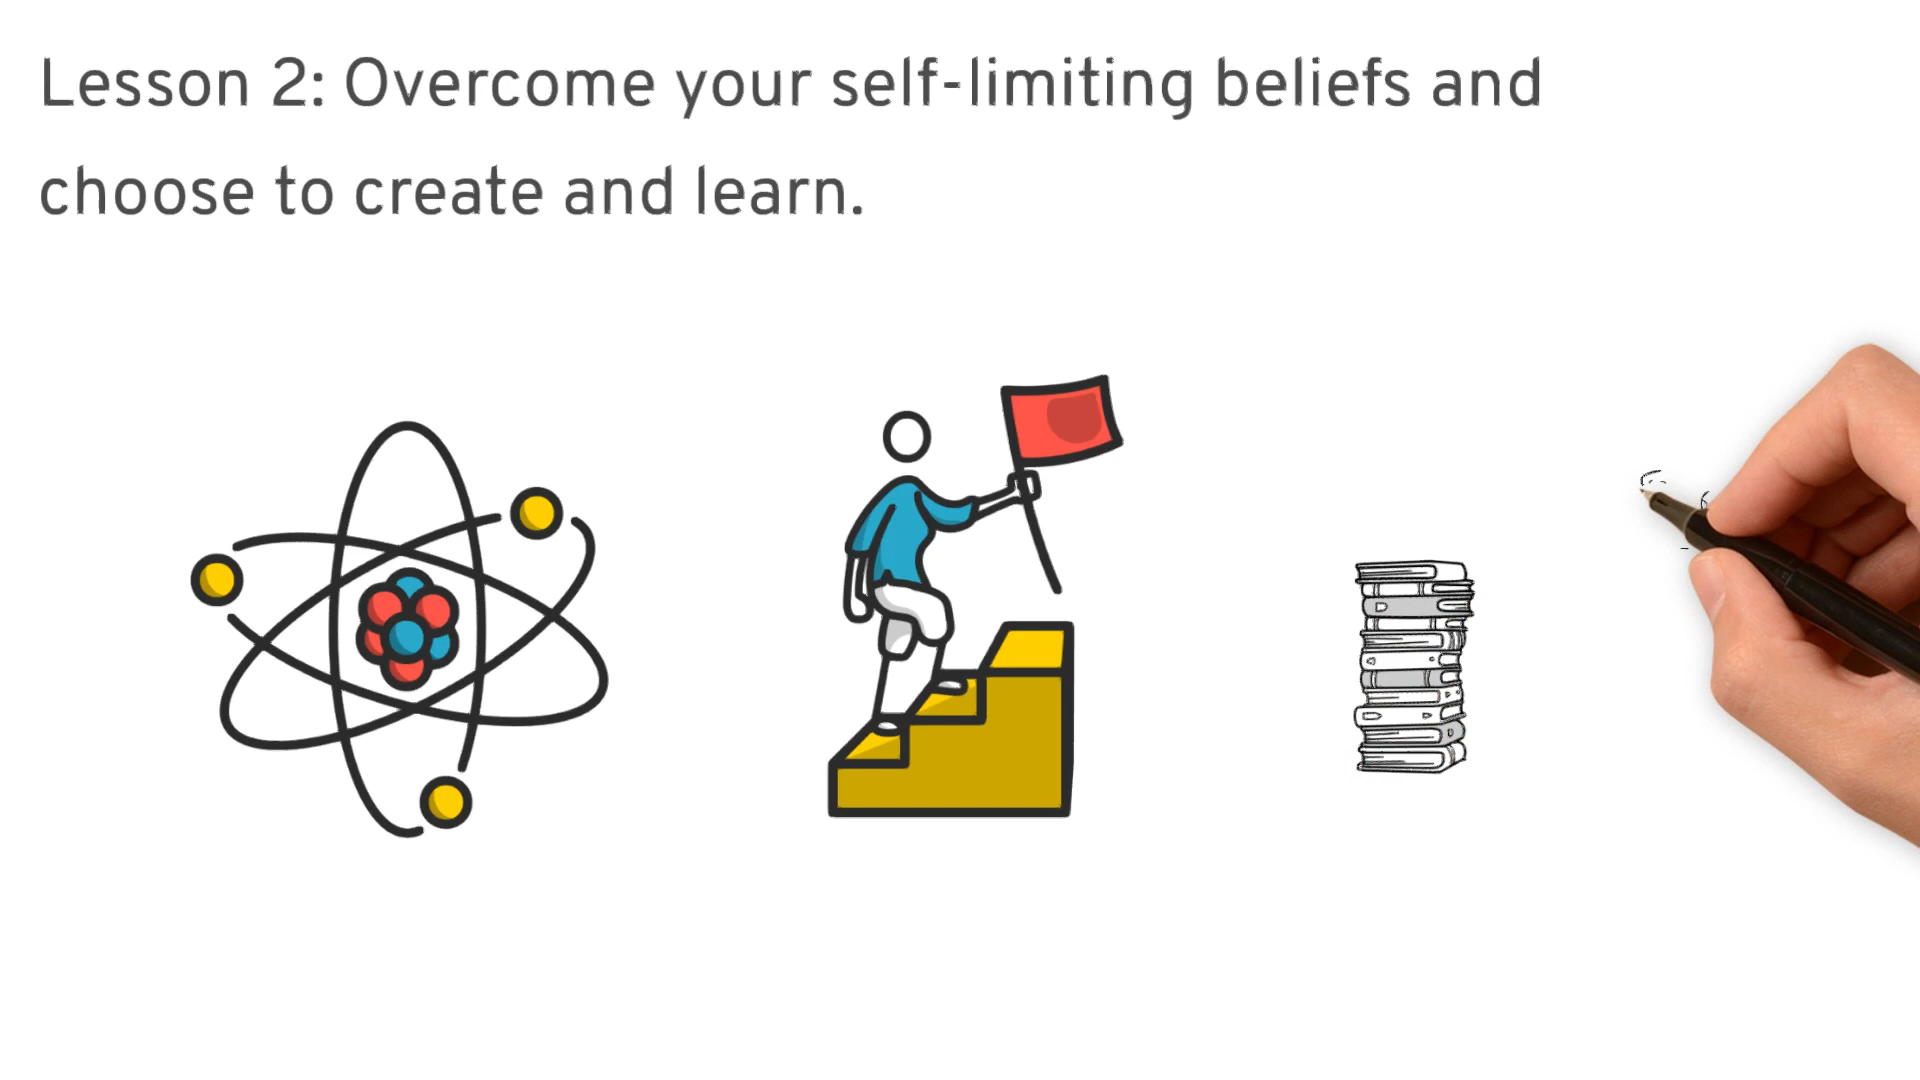 Lesson 2: Overcome your self-limiting beliefs and
choose to create and learn.